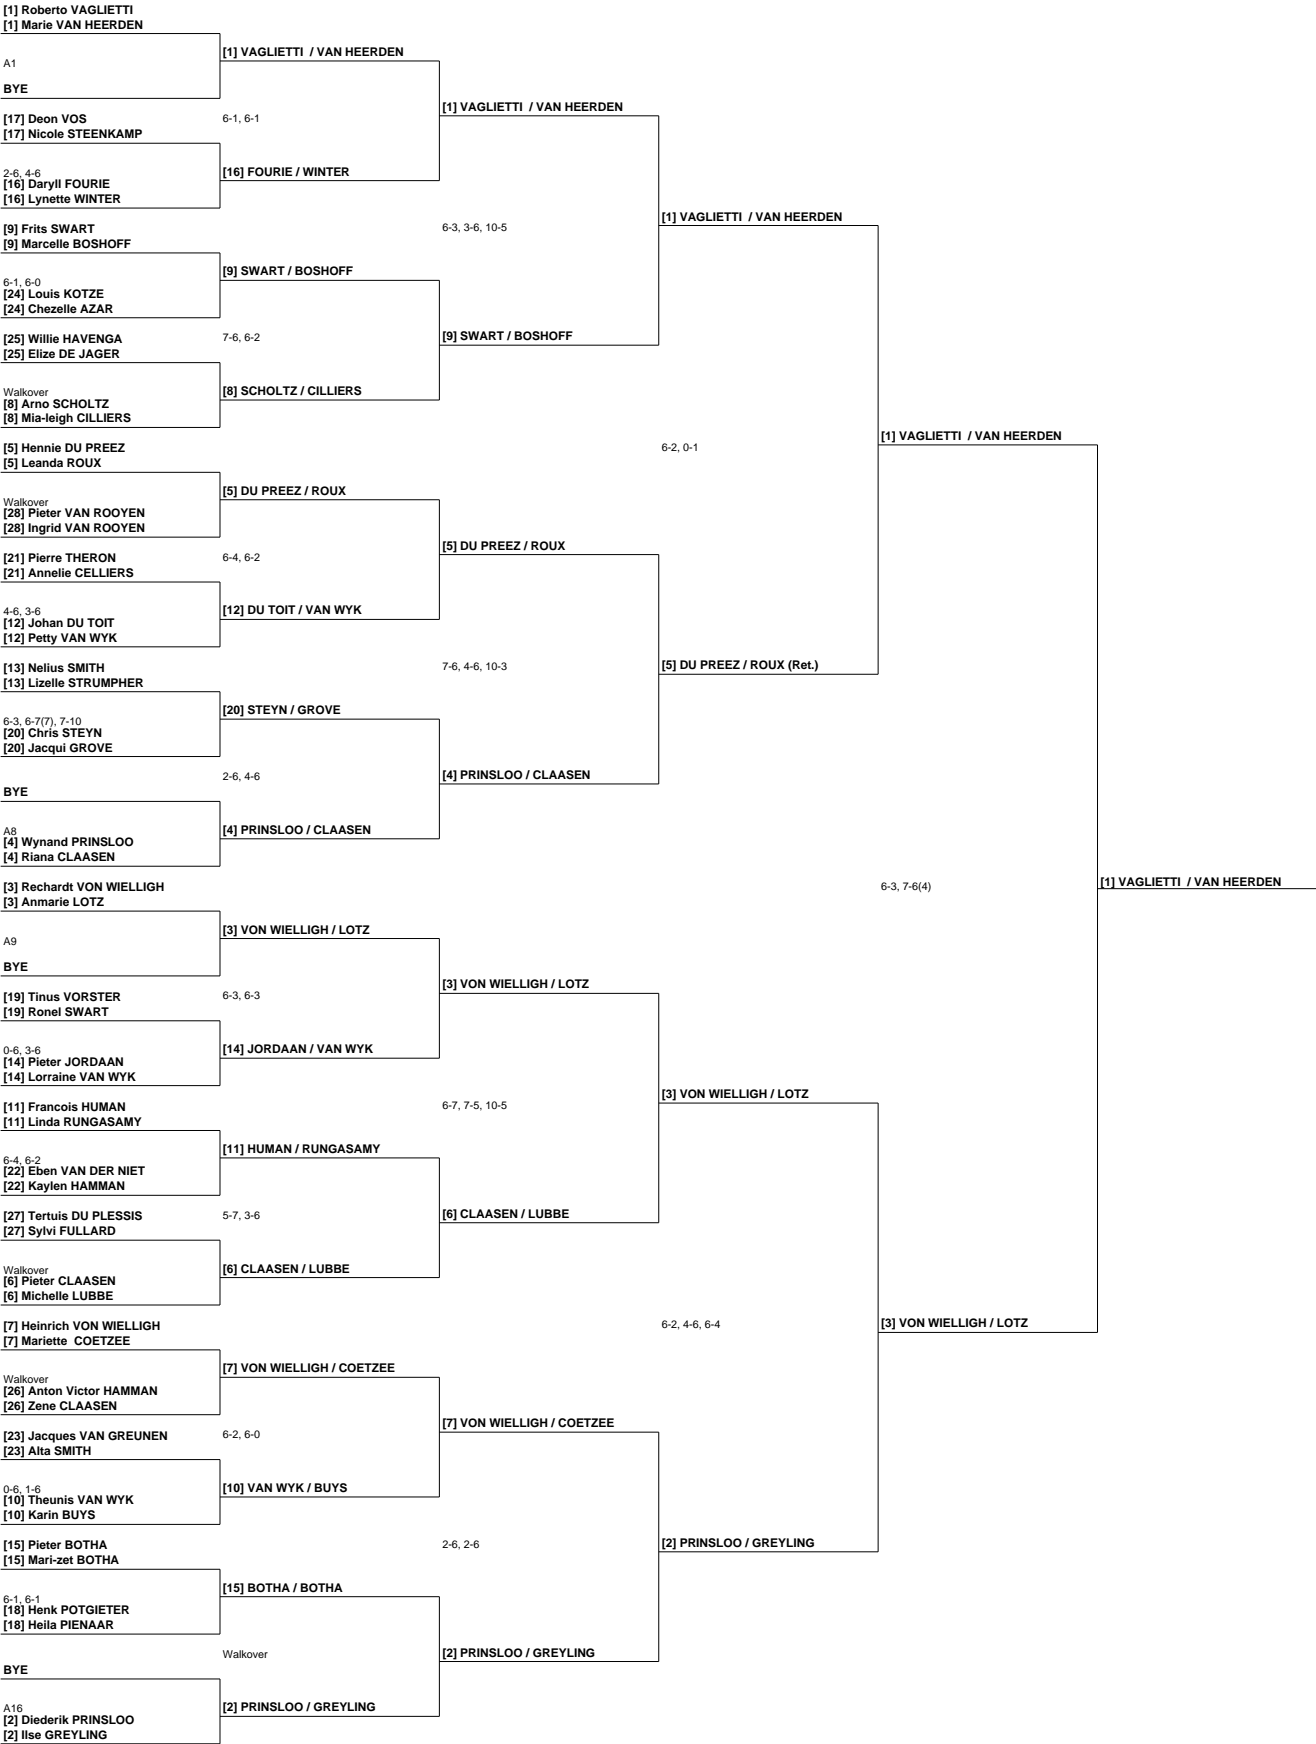 [1] Roberto VAGLIETTI
[1] Marie VAN HEERDEN
[1] VAGLIETTI / VAN HEERDEN
A1
BYE
[1] VAGLIETTI / VAN HEERDEN
[17] Deon VOS
6-1, 6-1
[17] Nicole STEENKAMP
2-6, 4-6
[16] FOURIE / WINTER
[16] Daryll FOURIE
[16] Lynette WINTER
[1] VAGLIETTI / VAN HEERDEN
[9] Frits SWART
6-3, 3-6, 10-5
[9] Marcelle BOSHOFF
[9] SWART / BOSHOFF
6-1, 6-0
[24] Louis KOTZE
[24] Chezelle AZAR
[25] Willie HAVENGA
7-6, 6-2
[9] SWART / BOSHOFF
[25] Elize DE JAGER
Walkover
[8] SCHOLTZ / CILLIERS
[8] Arno SCHOLTZ
[8] Mia-leigh CILLIERS
[1] VAGLIETTI / VAN HEERDEN
[5] Hennie DU PREEZ
6-2, 0-1
[5] Leanda ROUX
[5] DU PREEZ / ROUX
Walkover
[28] Pieter VAN ROOYEN
[28] Ingrid VAN ROOYEN
[5] DU PREEZ / ROUX
[21] Pierre THERON
6-4, 6-2
[21] Annelie CELLIERS
4-6, 3-6
[12] DU TOIT / VAN WYK
[12] Johan DU TOIT
[12] Petty VAN WYK
[13] Nelius SMITH
7-6, 4-6, 10-3
[5] DU PREEZ / ROUX (Ret.)
[13] Lizelle STRUMPHER
[20] STEYN / GROVE
6-3, 6-7(7), 7-10
[20] Chris STEYN
[20] Jacqui GROVE
2-6, 4-6
[4] PRINSLOO / CLAASEN
BYE
A8
[4] PRINSLOO / CLAASEN
[4] Wynand PRINSLOO
[4] Riana CLAASEN
[1] VAGLIETTI / VAN HEERDEN
[3] Rechardt VON WIELLIGH
6-3, 7-6(4)
[3] Anmarie LOTZ
[3] VON WIELLIGH / LOTZ
A9
BYE
[3] VON WIELLIGH / LOTZ
[19] Tinus VORSTER
6-3, 6-3
[19] Ronel SWART
0-6, 3-6
[14] JORDAAN / VAN WYK
[14] Pieter JORDAAN
[14] Lorraine VAN WYK
[3] VON WIELLIGH / LOTZ
[11] Francois HUMAN
6-7, 7-5, 10-5
[11] Linda RUNGASAMY
[11] HUMAN / RUNGASAMY
6-4, 6-2
[22] Eben VAN DER NIET
[22] Kaylen HAMMAN
[27] Tertuis DU PLESSIS
5-7, 3-6
[6] CLAASEN / LUBBE
[27] Sylvi FULLARD
Walkover
[6] CLAASEN / LUBBE
[6] Pieter CLAASEN
[6] Michelle LUBBE
[7] Heinrich VON WIELLIGH
6-2, 4-6, 6-4
[3] VON WIELLIGH / LOTZ
[7] Mariette COETZEE
[7] VON WIELLIGH / COETZEE
Walkover
[26] Anton Victor HAMMAN
[26] Zene CLAASEN
[7] VON WIELLIGH / COETZEE
[23] Jacques VAN GREUNEN
6-2, 6-0
[23] Alta SMITH
0-6, 1-6
[10] VAN WYK / BUYS
[10] Theunis VAN WYK
[10] Karin BUYS
[15] Pieter BOTHA
2-6, 2-6
[2] PRINSLOO / GREYLING
[15] Mari-zet BOTHA
[15] BOTHA / BOTHA
6-1, 6-1
[18] Henk POTGIETER
[18] Heila PIENAAR
Walkover
[2] PRINSLOO / GREYLING
BYE
A16
[2] PRINSLOO / GREYLING
[2] Diederik PRINSLOO
[2] Ilse GREYLING